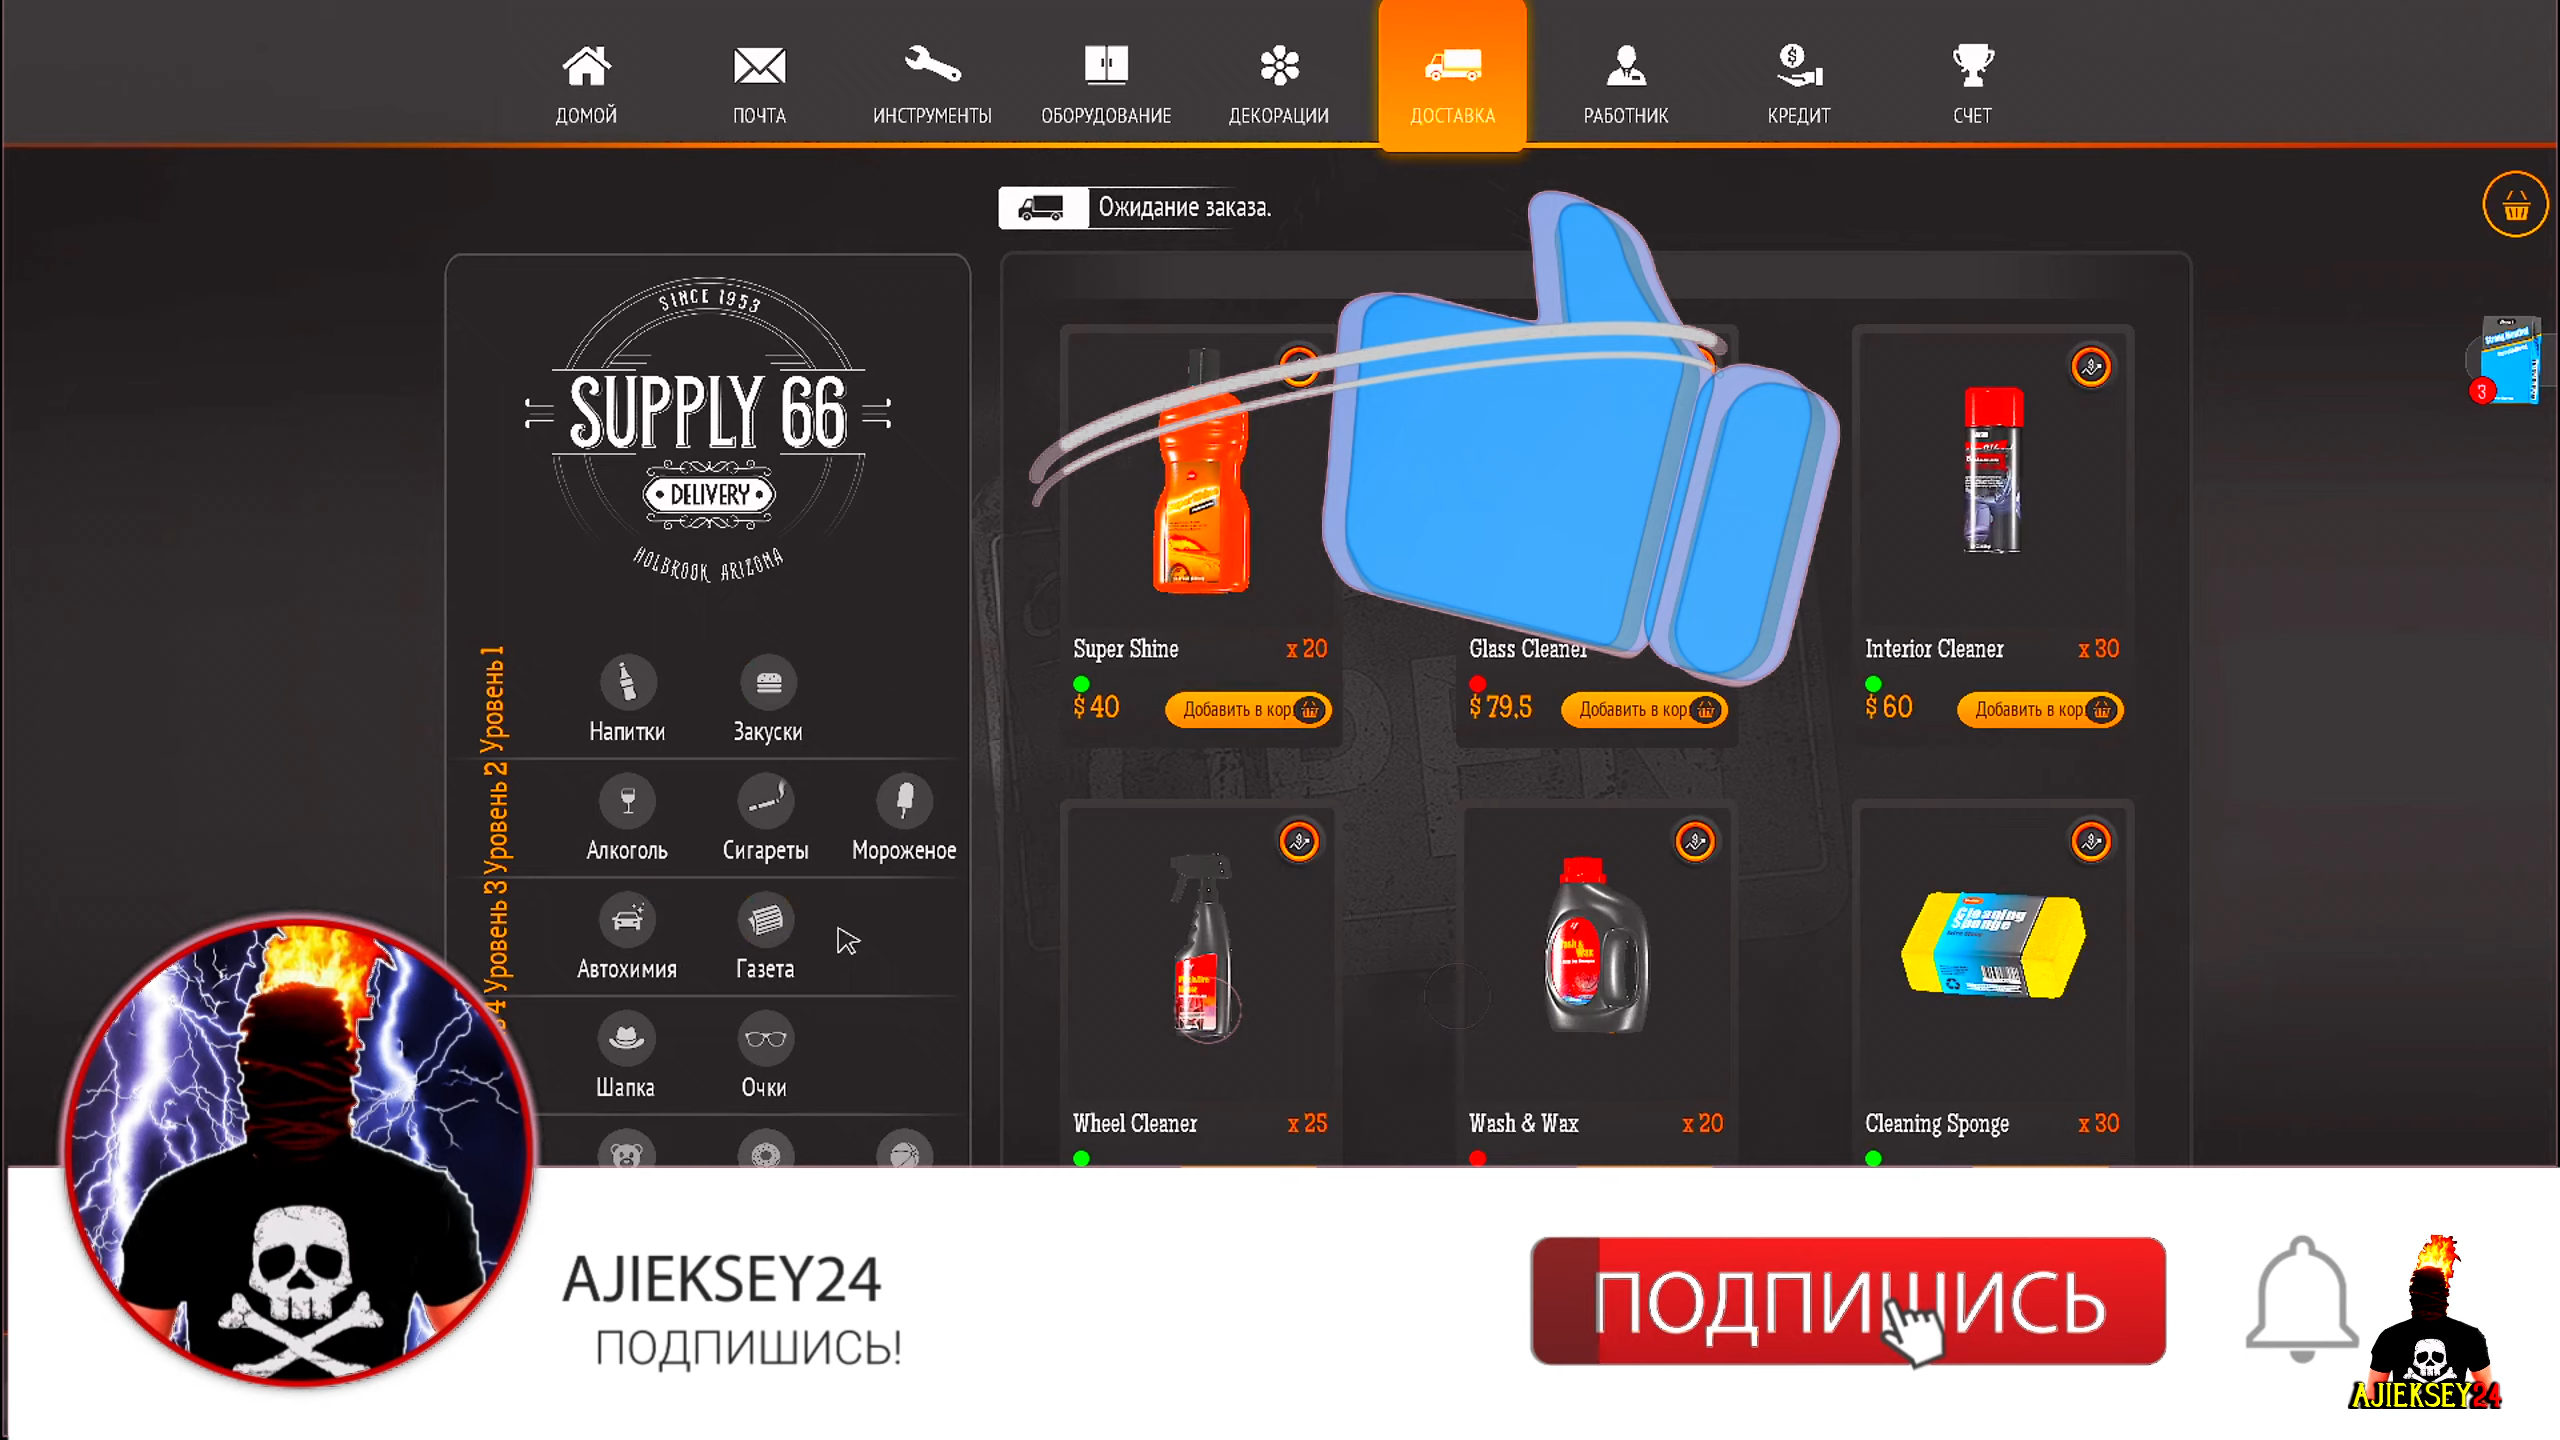 ДОМОЙ
ПОЧТА
ИНСТРУМЕНТЫ
ОБОРУДОВАНИЕ
ДЕКОРАЦИИ
ДОСТАВКА
РАБОТНИК
КРЕДИТ
СЧЕТ
Ожидание заказа.
3
SINCE 1953
SUPPLY 66
DELIVERY
HOLBROOK, ARIZONA
Уровень 1
Напитки
Закуски
Уровень 2
Алкоголь
Сигареты
Мороженое
Уровень 3
Автохимия
Газета
4
Шапка
Очки
Super Shine x 20
$ 40 Добавить в кор
Glass Cleaner
$ 79.5 Добавить в кор
Interior Cleaner x 30
$ 60 Добавить в кор
Wheel Cleaner x 25
Wash & Wax x 20
Cleaning Sponge
Cleaning Sponge x 30
AJIEKSEY24
ПОДПИШИСЬ!
ПОДПИШИСЬ
AJIEKSEY24